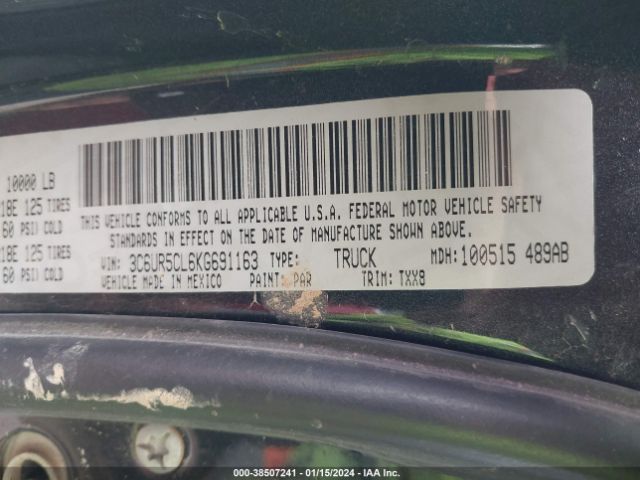 10000 LB
18E 125 TIRES
60 PSI COLD
18E 125 TIRES
60 PSI COLD
THIS VEHICLE CONFORMS TO ALL APPLICABLE U.S.A. FEDERAL MOTOR VEHICLE SAFETY
STANDARDS IN EFFECT ON THE DATE OF MANUFACTURE SHOWN ABOVE.
VIN: 3C6UR5CL6KG691163 TYPE: TRUCK MDH: 100515 489AB
VEHICLE MADE IN MEXICO PAINT: PAR TRIM: TXX8
000-38507241 - 01/15/2024 - IAA Inc.